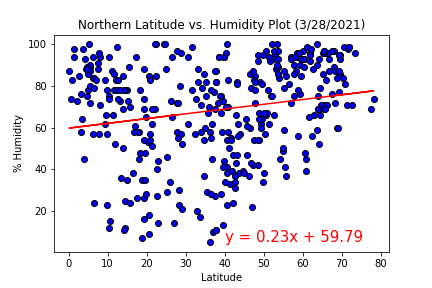 Northern Latitude vs. Humidity Plot (3/28/2021)
100
80
60
40
20
% Humidity
y = 0.23x + 59.79
0 10 20 30 40 50 60 70 80
Latitude